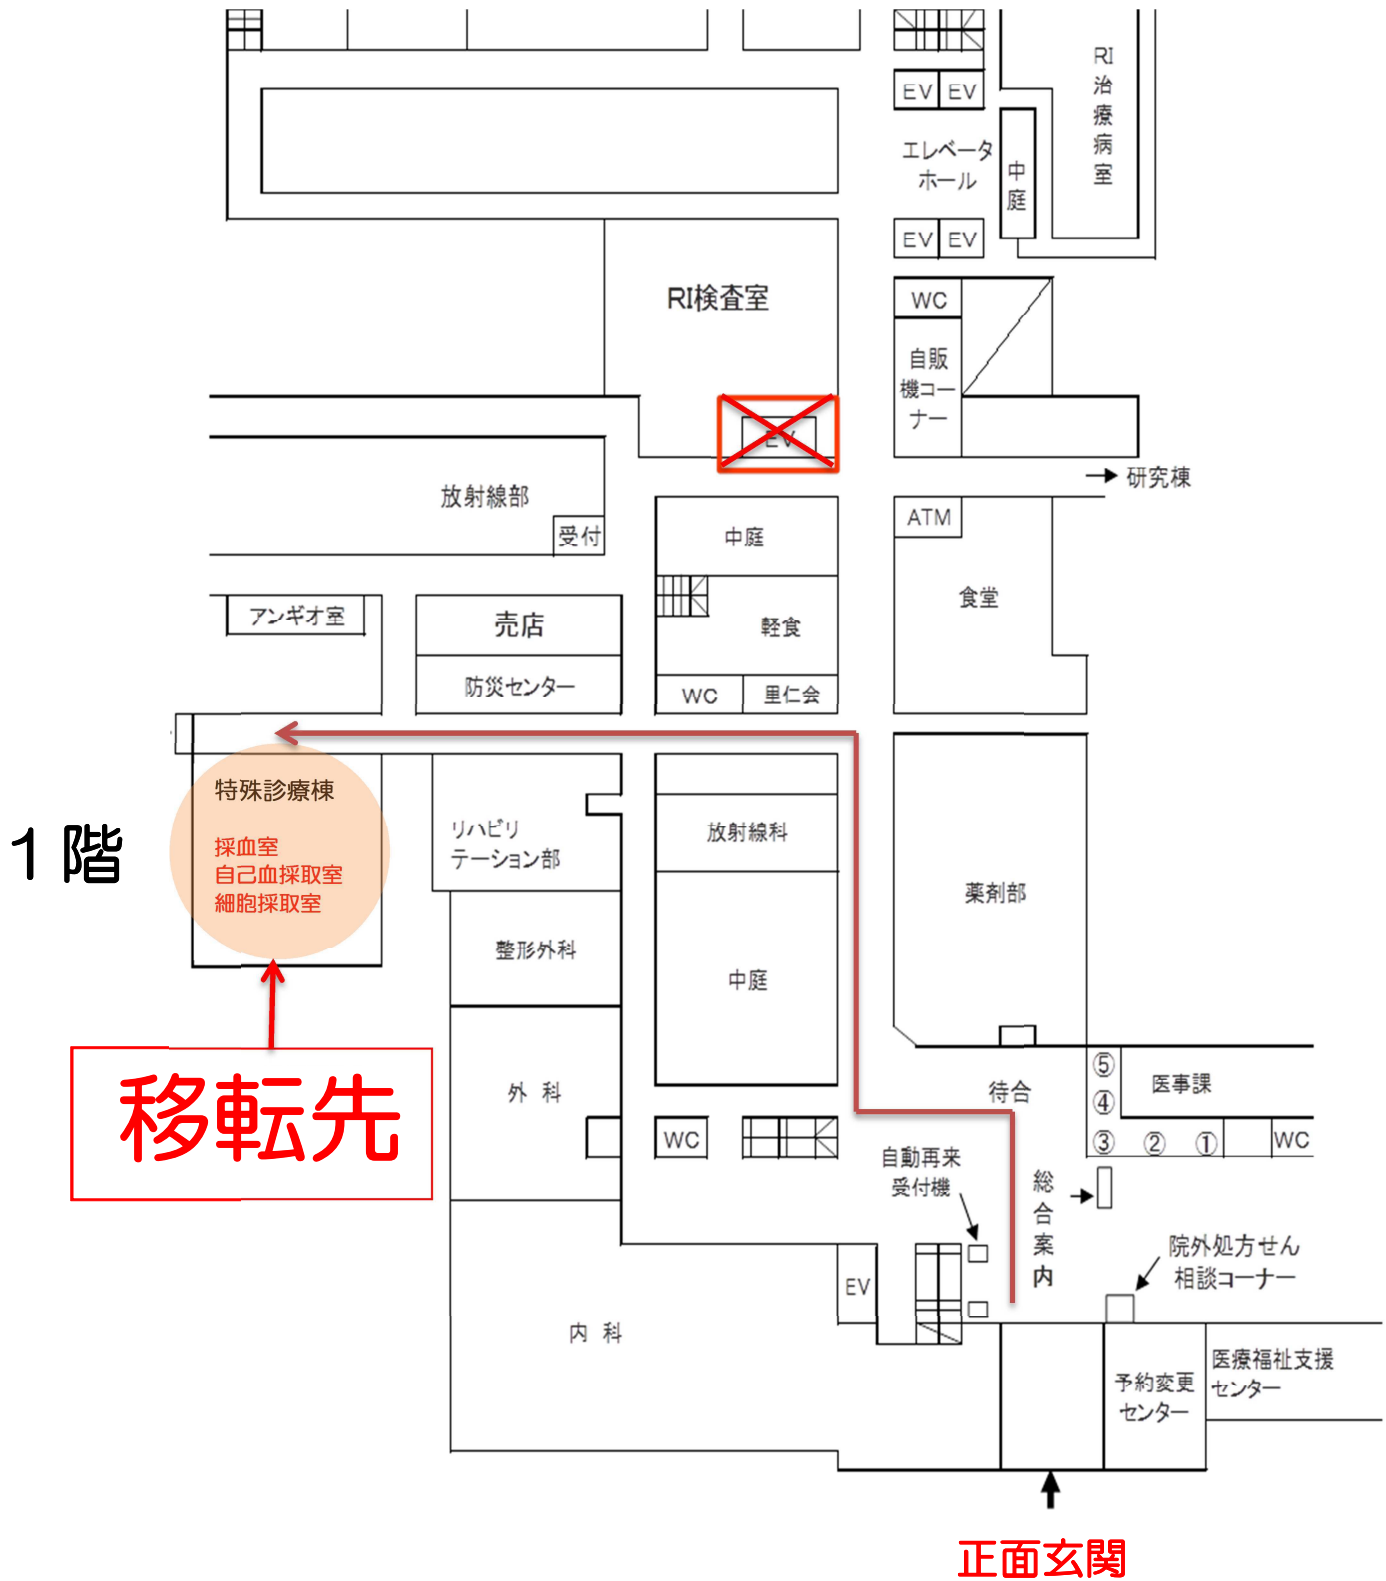 RI
治
療
病
室
EV EV
エレベータ
ホール
中
庭
EV EV
RI検査室
WC
自販
機コー
ナー
EV
研究棟
放射線部
受付
中庭
ATM
食堂
アンギオ室
売店
軽食
防災センター
WC
里仁会
特殊診療棟
採血室
自己血採取室
細胞採取室
1階
リハビリ
テーション部
放射線科
薬剤部
整形外科
中庭
移転先
外 科
待合
⑤
④
③ ② ①
医事課
WC
WC
自動再来
受付機
総
合
案
内
院外処方せん
相談コーナー
EV
内 科
予約変更
センター
医療福祉支援
センター
正面玄関